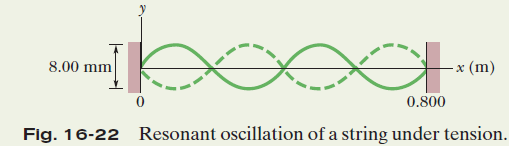 y
8.00 mm
x (m)
0
0.800
Fig. 16-22 Resonant oscillation of a string under tension.